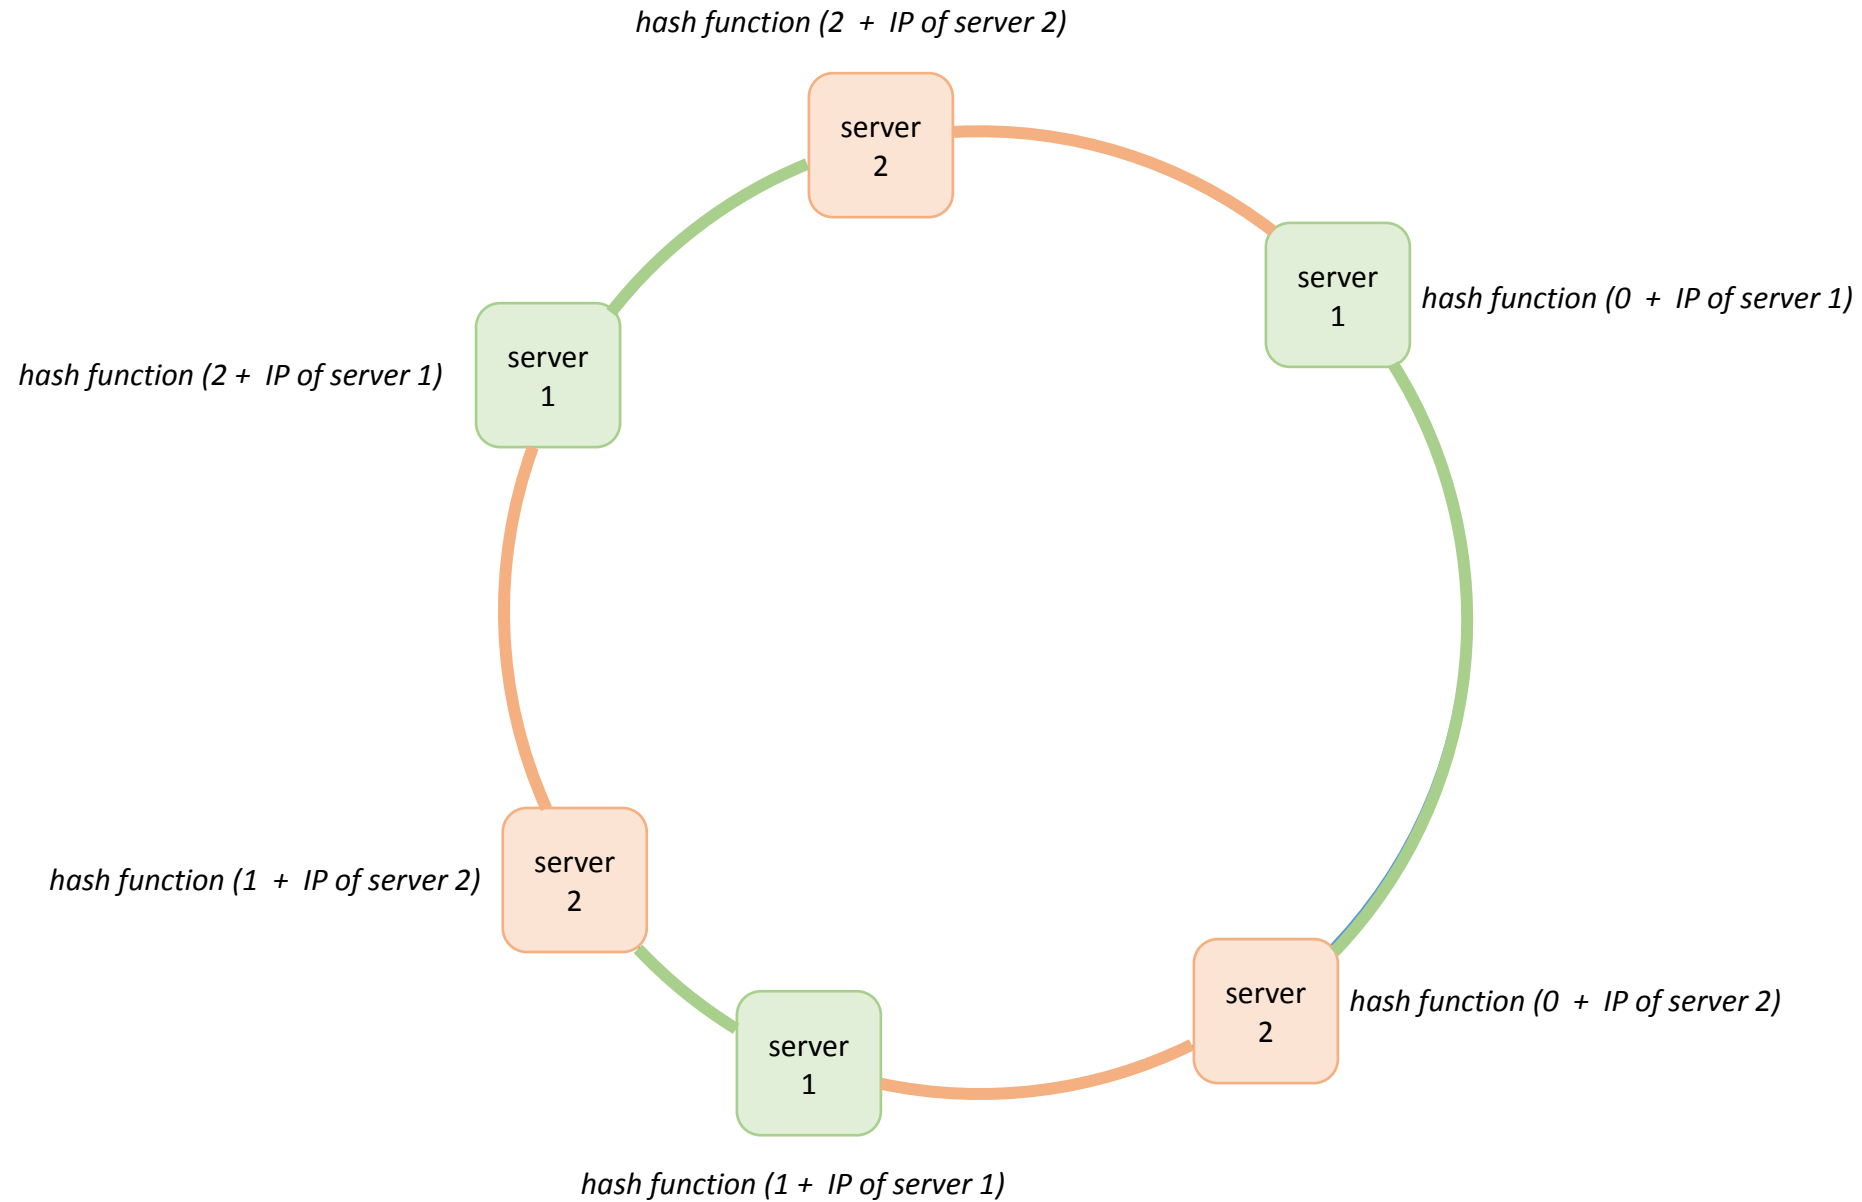 hash function (2  +  IP of server 2)
server
2
server
1
hash function (0  +  IP of server 1)
server
1
hash function (2 +  IP of server 1)
server
2
hash function (1  +  IP of server 2)
server
2
hash function (0  +  IP of server 2)
server
1
hash function (1 +  IP of server 1)